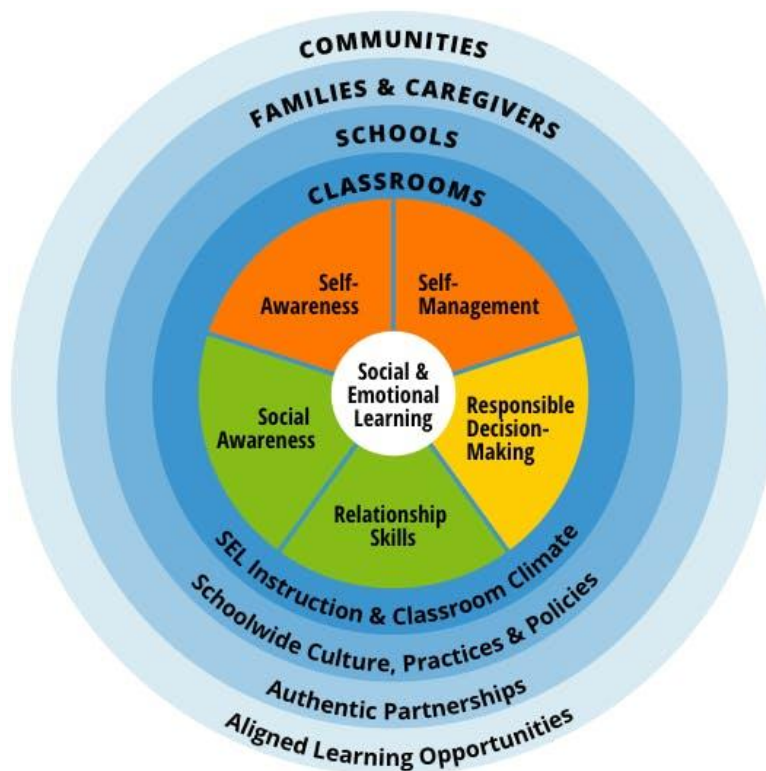 COMMUNITIES
FAMILIES & CAREGIVERS
SCHOOLS
CLASSROOMS
Self-
Awareness
Self-
Management
Social &
Emotional
Learning
Social
Awareness
Responsible
Decision-
Making
Relationship
Skills
SEL Instruction & Classroom Climate
Schoolwide Culture, Practices & Policies
Authentic Partnerships
Aligned Learning Opportunities